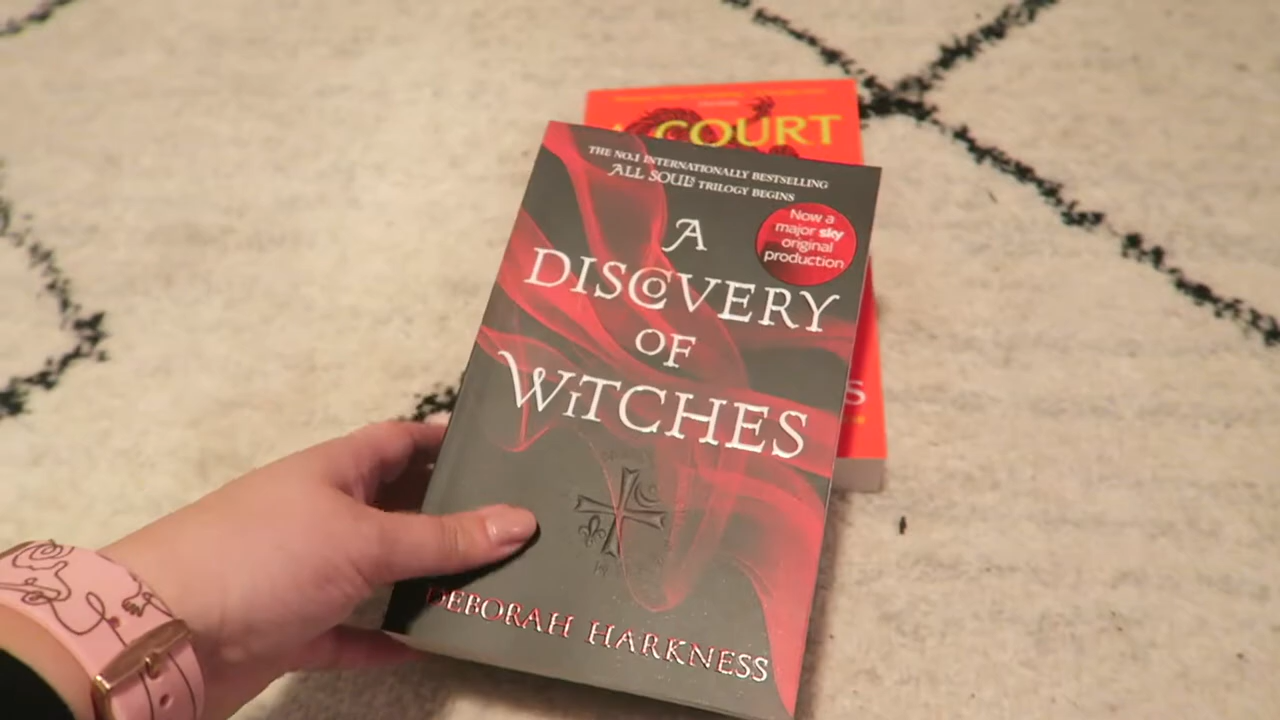 COURT
THE NO.1 INTERNATIONALLY BESTSELLING
ALL SOULS TRILOGY BEGINS
Now a
major sky
original
production
A
DISCOVERY
OF
WITCHES
S
DEBORAH HARKNESS